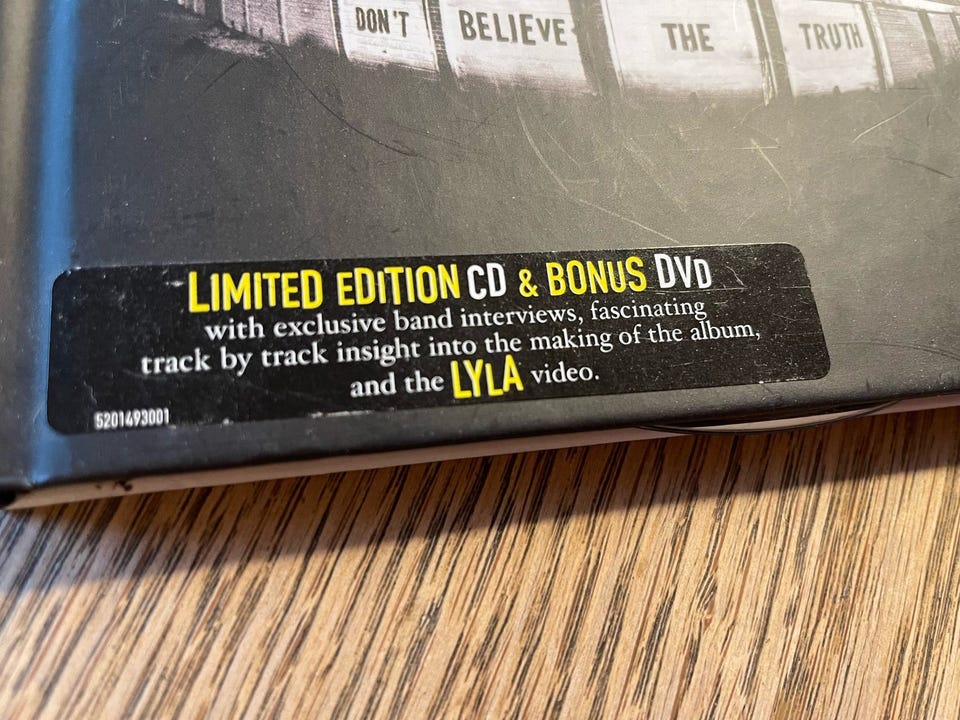 DON'T BELIEVE THE TRUTH
LIMITED EDITION CD & BONUS DVD
with exclusive band interviews, fascinating
track by track insight into the making of the album,
and the LYLA video.
5201493001